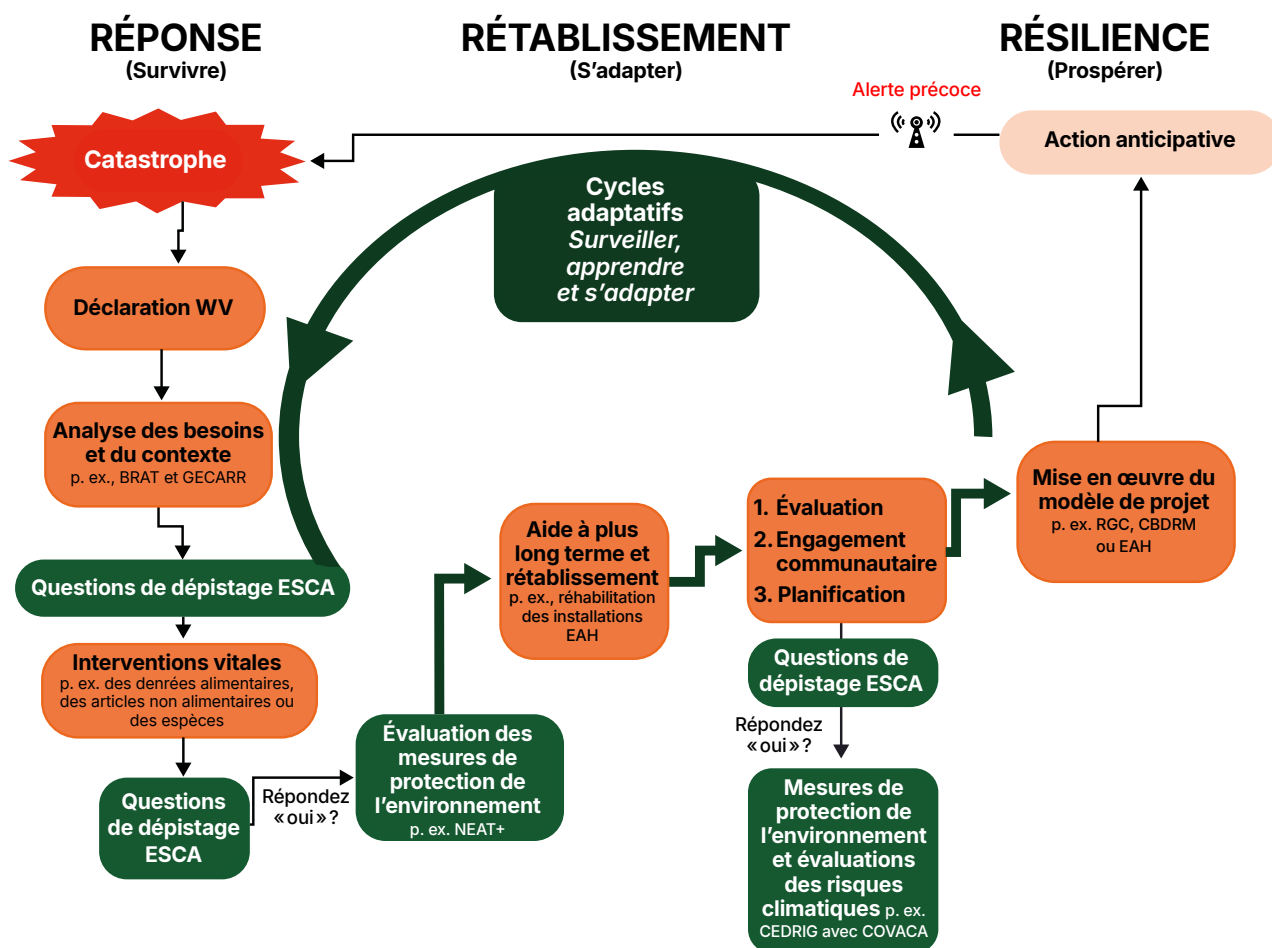 RÉPONSE
(Survivre)
RÉTABLISSEMENT
(S'adapter)
RÉSILIENCE
(Prospérer)
Alerte précoce
Catastrophe
Action anticipative
Cycles
adaptatifs
Surveiller,
apprendre
et s'adapter
Déclaration WV
Analyse des besoins
et du contexte
p. ex., BRAT et GECARR
Questions de dépistage ESCA
Interventions vitales
p. ex. des denrées alimentaires,
des articles non alimentaires ou
des espèces
Questions
de dépistage
ESCA
Répondez
«oui»?
Évaluation des
mesures de
protection de
l'environnement
p. ex. NEAT+
Aide à plus
long terme et
rétablissement
p. ex., réhabilitation
des installations
EAH
1. Évaluation
2. Engagement
communautaire
3. Planification
Questions de
dépistage ESCA
Répondez
«oui»?
Mesures de
protection de
l'environnement
et évaluations
des risques
climatiques p. ex.
CEDRIG avec COVACA
Mise en œuvre du
modèle de projet
p. ex. RGC, CBDRM
ou EAH